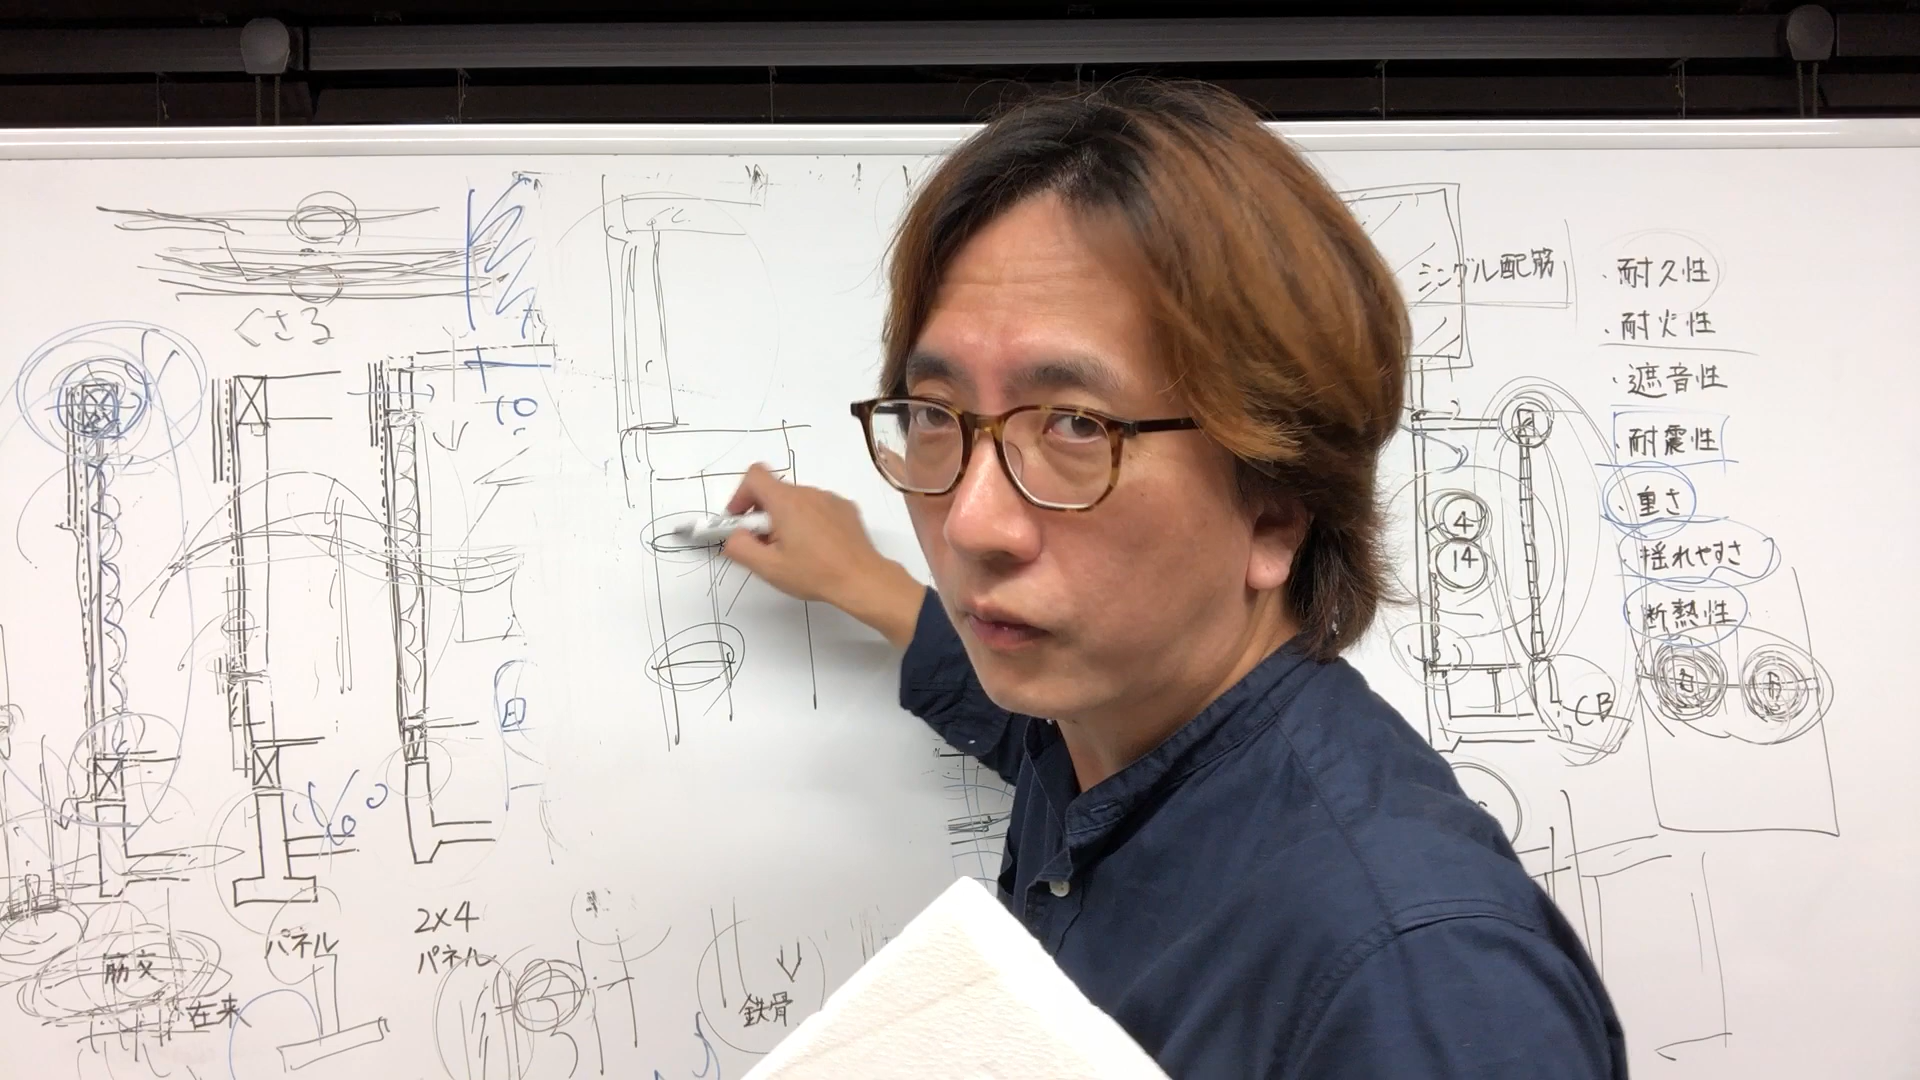 くさる
筋交
在来
パネル
2×4
パネル
鉄骨
シングル配筋
・耐久性
・耐火性
・遮音性
・耐震性
・重さ
・揺れやすさ
・断熱性
4
14
CB